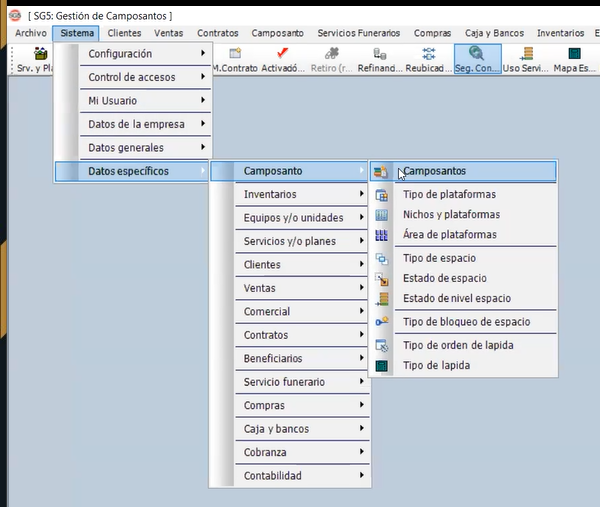 [ SG5: Gestión de Camposantos ]
Archivo Sistema Clientes Ventas Contratos Camposanto Servicios Funerarios Compras Caja y Bancos Inventarios E
Srv. y Pl M.Contrato Activació... Retiro (r... Refinand... Reubicad... Seg. Con... Uso Servi... Mapa Es...
Configuración
Control de accesos
Mi Usuario
Datos de la empresa
Datos generales
Datos específicos
Camposanto
Inventarios
Equipos y/o unidades
Servicios y/o planes
Clientes
Ventas
Comercial
Contratos
Beneficiarios
Servicio funerario
Compras
Caja y bancos
Cobranza
Contabilidad
Camposantos
Tipo de plataformas
Nichos y plataformas
Área de plataformas
Tipo de espacio
Estado de espacio
Estado de nivel espacio
Tipo de bloqueo de espacio
Tipo de orden de lapida
Tipo de lapida